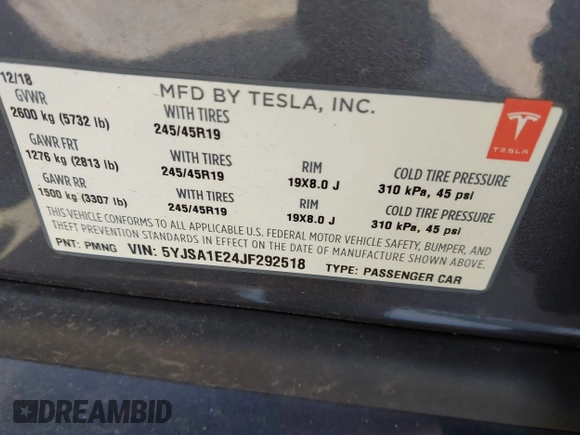 12/18 MFD BY TESLA, INC.
GVWR
2600 kg (5732 lb) WITH TIRES 245/45R19
GAWR FRT
1276 kg (2813 lb) WITH TIRES 245/45R19 RIM 19X8.0 J COLD TIRE PRESSURE 310 kPa, 45 psi
GAWR RR
1500 kg (3307 lb) WITH TIRES 245/45R19 RIM 19X8.0 J COLD TIRE PRESSURE 310 kPa, 45 psi
THIS VEHICLE CONFORMS TO ALL APPLICABLE U.S. FEDERAL MOTOR VEHICLE SAFETY, BUMPER, AND
THEFT PREVENTION STANDARDS IN EFFECT ON THE DATE OF MANUFACTURE SHOWN ABOVE.
PNT: PMNG VIN: 5YJSA1E24JF292518 TYPE: PASSENGER CAR
TESLA
DREAMBID